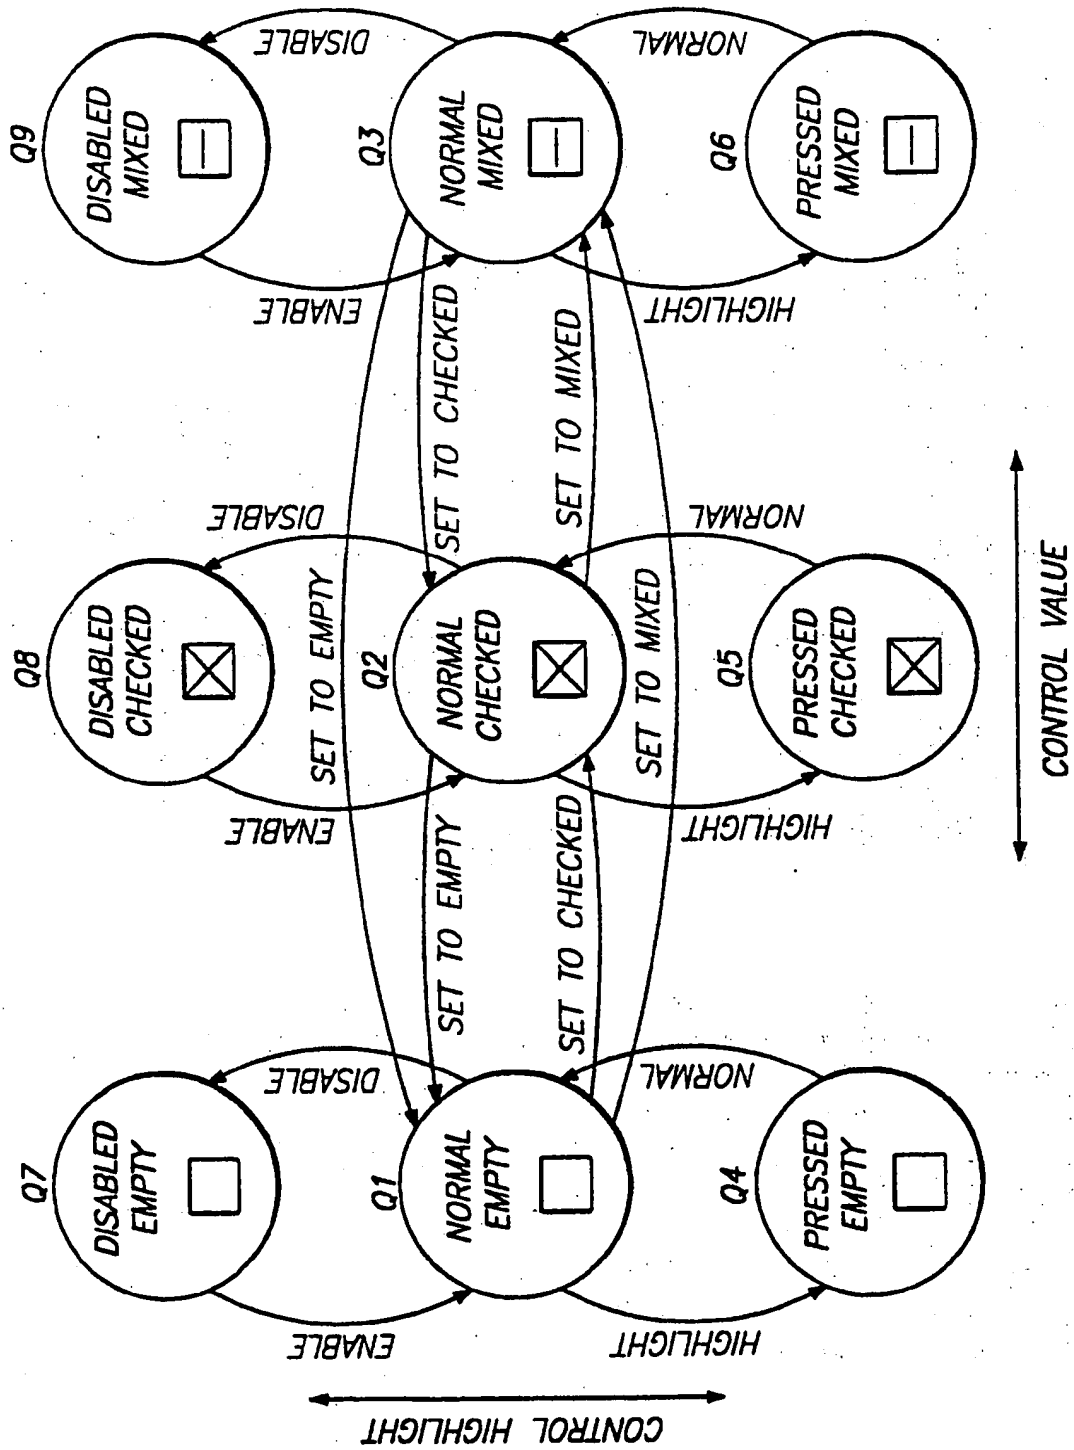 Q7
DISABLED
EMPTY
Q8
DISABLED
CHECKED
Q9
DISABLED
MIXED
ENABLE
DISABLE
ENABLE
DISABLE
ENABLE
DISABLE
SET TO EMPTY
Q1
NORMAL
EMPTY
SET TO EMPTY
Q2
NORMAL
CHECKED
SET TO CHECKED
Q3
NORMAL
MIXED
SET TO CHECKED
SET TO MIXED
SET TO MIXED
HIGHLIGHT
NORMAL
HIGHLIGHT
NORMAL
HIGHLIGHT
NORMAL
Q4
PRESSED
EMPTY
Q5
PRESSED
CHECKED
Q6
PRESSED
MIXED
CONTROL HIGHLIGHT
CONTROL VALUE